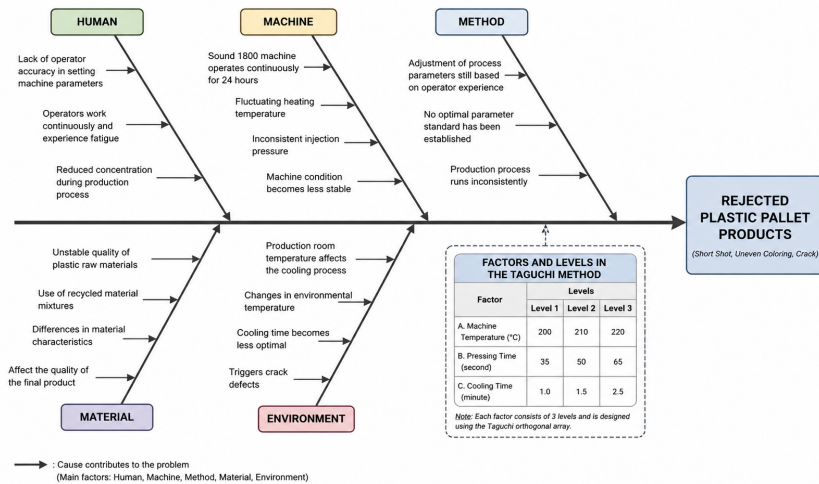 HUMAN
MACHINE
METHOD
Lack of operator
accuracy in setting
machine parameters
Operators work
continuously and
experience fatigue
Reduced concentration
during production
process
Sound 1800 machine
operates continuously
for 24 hours
Fluctuating heating
temperature
Inconsistent injection
pressure
Machine condition
becomes less stable
Adjustment of process
parameters still based
on operator experience
No optimal parameter
standard has been
established
Production process
runs inconsistently
REJECTED
PLASTIC PALLET
PRODUCTS
(Short Shot, Uneven Coloring, Crack)
Unstable quality of
plastic raw materials
Use of recycled material
mixtures
Differences in material
characteristics
Affect the quality of
the final product
MATERIAL
Production room
temperature affects
the cooling process
Changes in environmental
temperature
Cooling time becomes
less optimal
Triggers crack
defects
ENVIRONMENT
FACTORS AND LEVELS IN
THE TAGUCHI METHOD
Factor
Levels
Level 1 Level 2 Level 3
A. Machine
Temperature (°C)
200 210 220
B. Pressing Time
(second)
35 50 65
C. Cooling Time
(minute)
1.0 1.5 2.5
Note: Each factor consists of 3 levels and is designed
using the Taguchi orthogonal array.
: Cause contributes to the problem
(Main factors: Human, Machine, Method, Material, Environment)